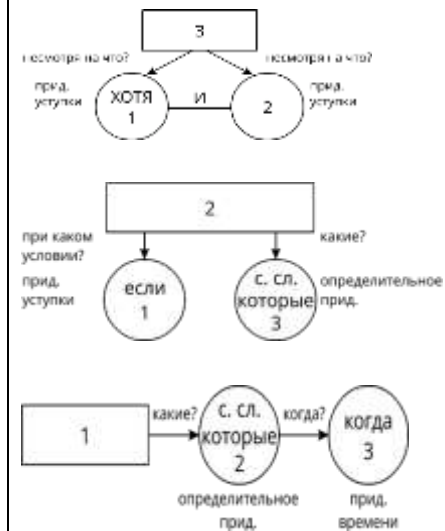 3
несмотря на что? несмотря на что?
прид. уступки
ХОТЯ 1
И
2
прид. уступки
2
при каком условии?
какие?
прид. уступки
если 1
с. сл. которые 3
определительное прид.
1
какие?
с. сл. которые 2
когда?
когда 3
определительное прид.
прид. времени